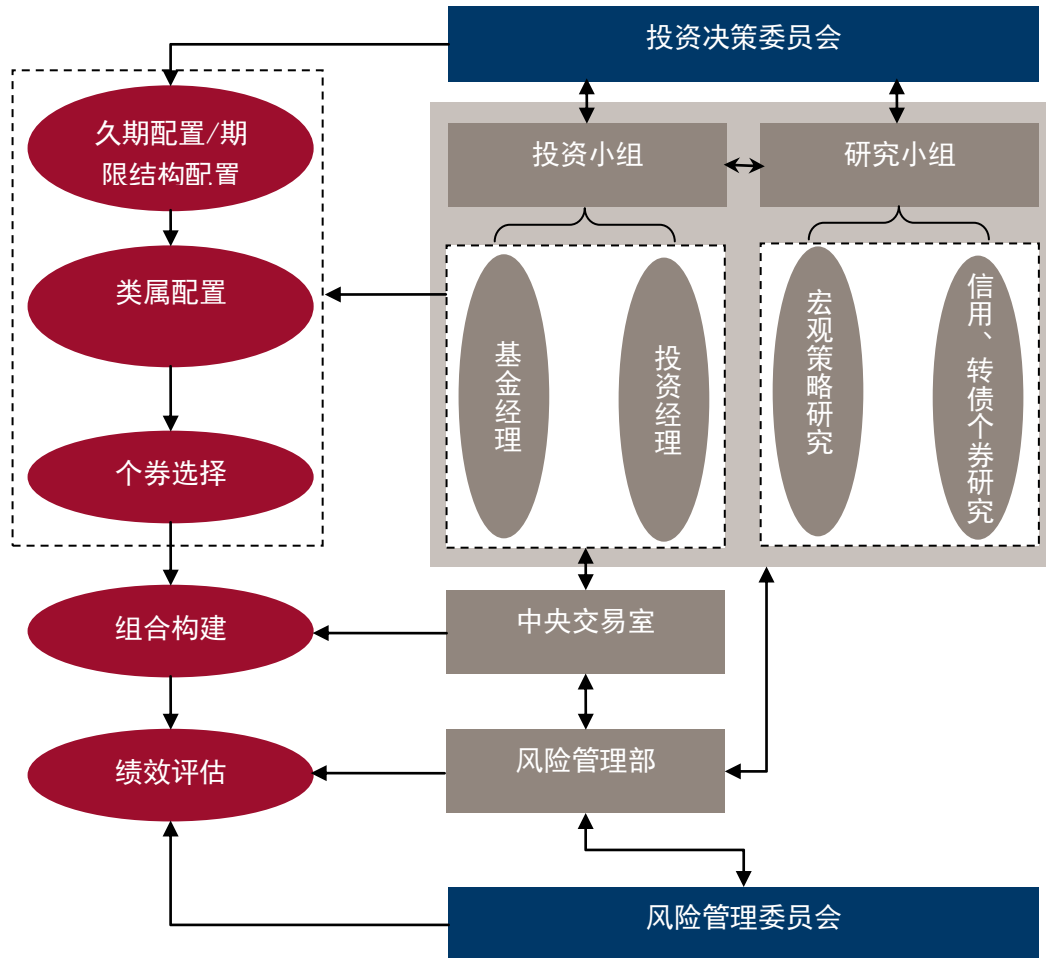 投资决策委员会
久期配置/期
限结构配置
投资小组
研究小组
类属配置
基金经理
投资经理
宏观策略研究
信用、转债个券研究
个券选择
组合构建
中央交易室
绩效评估
风险管理部
风险管理委员会